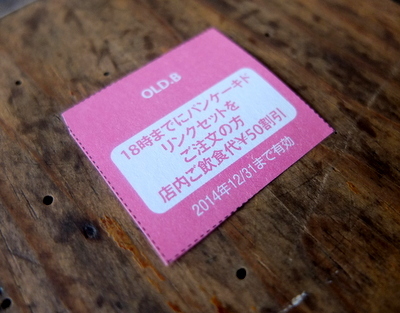 OLD.B
18時までにパンケーキド
リンクセットを
ご注文の方
店内ご飲食代¥50割引
2014年12/31まで有効